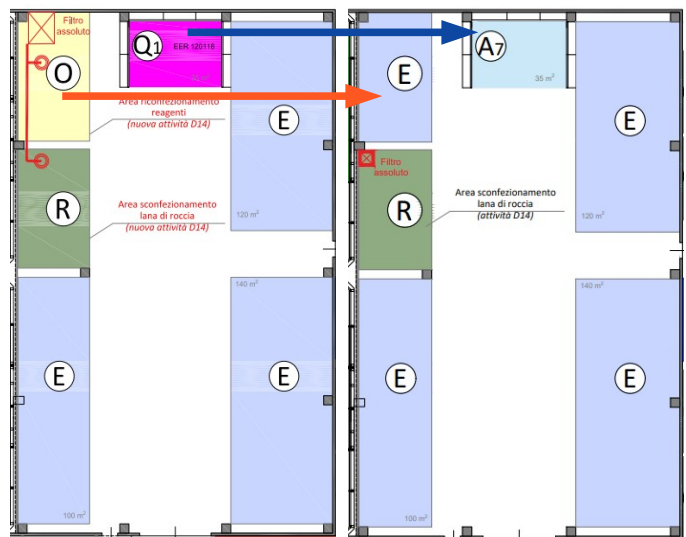 Filtro
assoluto
O
Q1
EER 120116
E
Area riconfezionamento
reagenti
(nuova attività D14)
R
Area sconfezionamento
lana di roccia
(nuova attività D14)
120 m²
140 m²
E
E
100 m²
E
A7
35 m²
E
Filtro
assoluto
R
Area sconfezionamento
lana di roccia
(attività D14)
120 m²
140 m²
E
E
100 m²